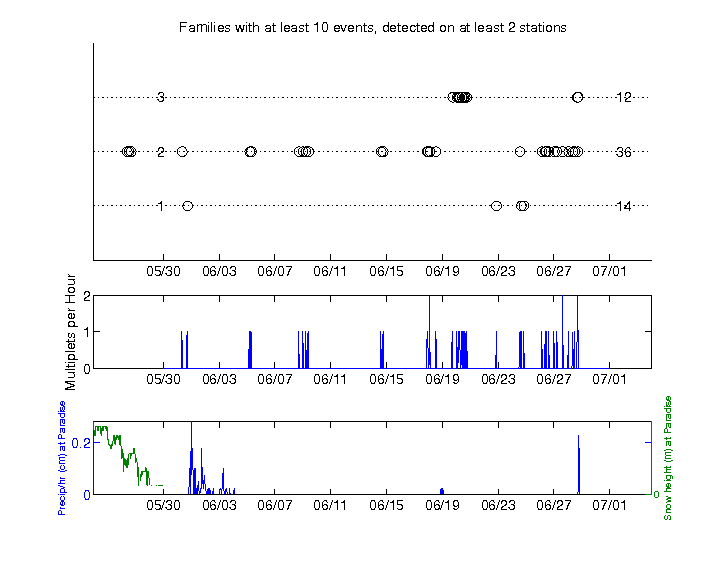 Families with at least 10 events, detected on at least 2 stations
3 12
2 36
1 14
05/30 06/03 06/07 06/11 06/15 06/19 06/23 06/27 07/01
Multiplets per Hour
2
1
0
05/30 06/03 06/07 06/11 06/15 06/19 06/23 06/27 07/01
Precip/hr (cm) at Paradise
0.2
0
Snow height (m) at Paradise
0
05/30 06/03 06/07 06/11 06/15 06/19 06/23 06/27 07/01